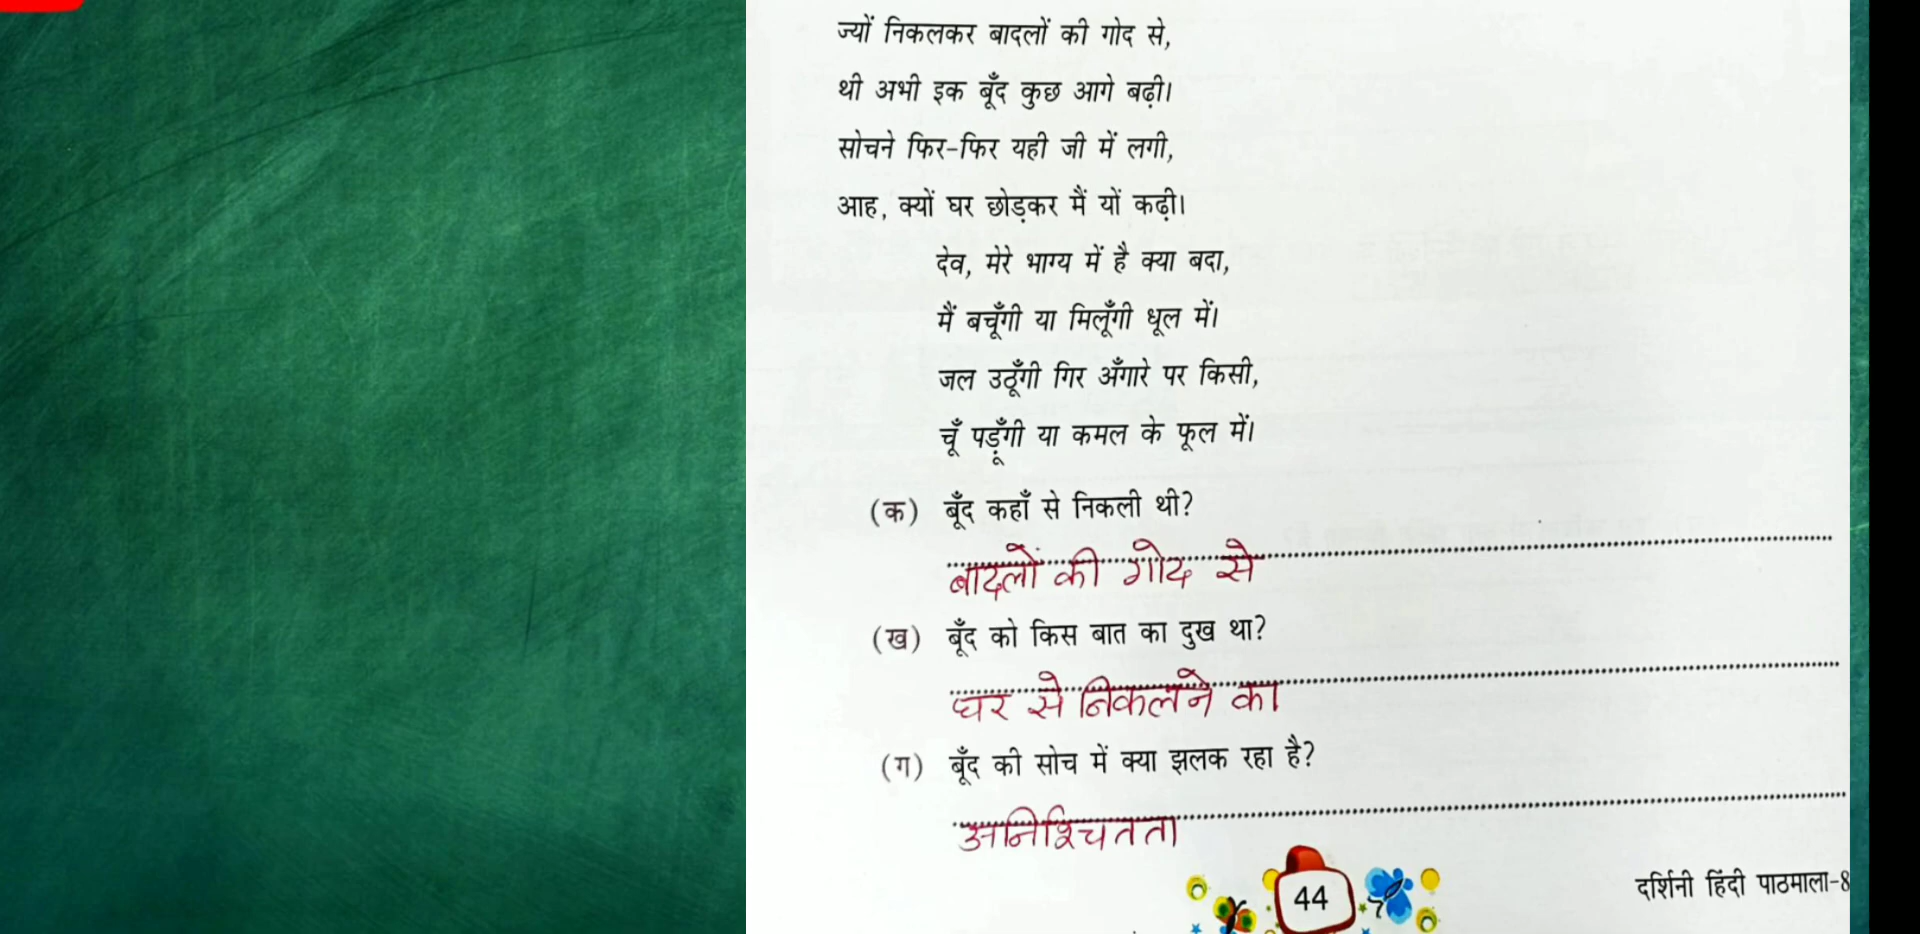 ज्यों निकलकर बादलों की गोद से,
थी अभी इक बूँद कुछ आगे बढ़ी।
सोचने फिर-फिर यही जी में लगी,
आह, क्यों घर छोड़कर मैं यों कढ़ी।
देव, मेरे भाग्य में है क्या बदा,
मैं बचूँगी या मिलूँगी धूल में।
जल उठूँगी गिर अँगारे पर किसी,
चूँ पड़ूँगी या कमल के फूल में।
(क) बूँद कहाँ से निकली थी?
बादलों की गोद से
(ख) बूँद को किस बात का दुख था?
घर से निकलने का
(ग) बूँद की सोच में क्या झलक रहा है?
अनिश्चितता
44
दर्शिनी हिंदी पाठमाला-8